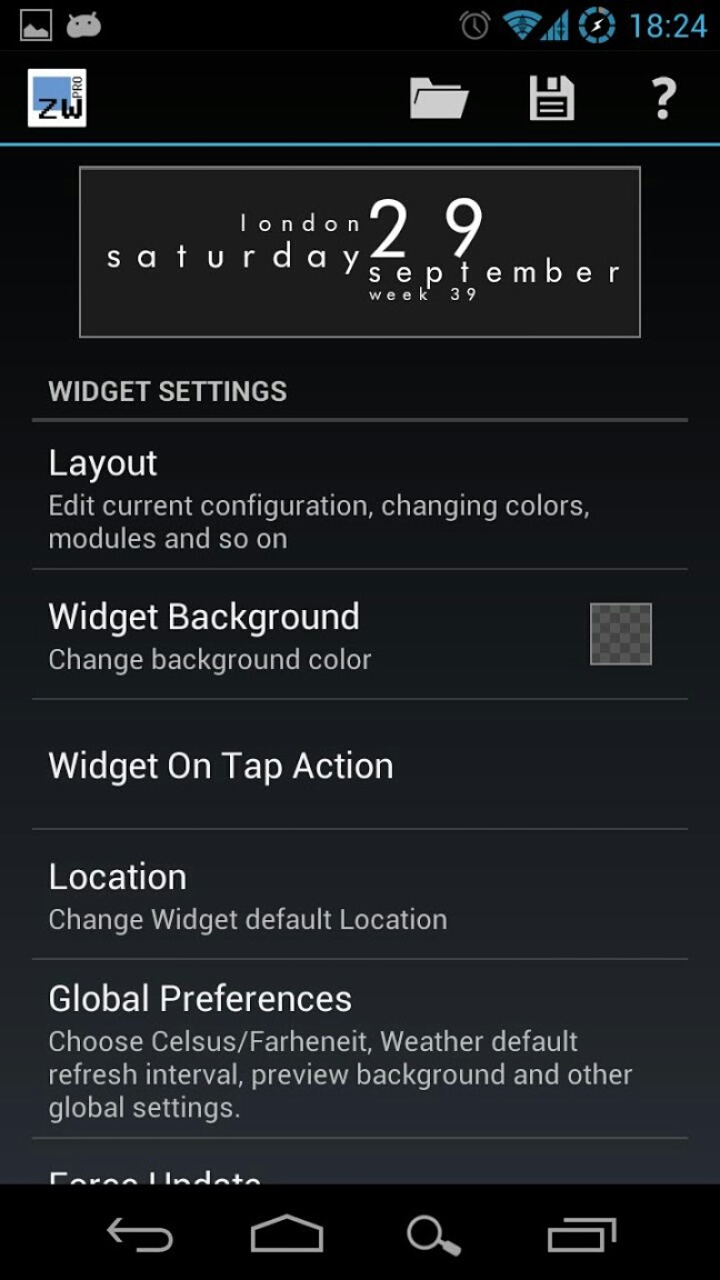 18:24
ZW PRO
london 29
saturday
september
week 39
WIDGET SETTINGS
Layout
Edit current configuration, changing colors,
modules and so on
Widget Background
Change background color
Widget On Tap Action
Location
Change Widget default Location
Global Preferences
Choose Celsus/Farheneit, Weather default
refresh interval, preview background and other
global settings.
Force Update